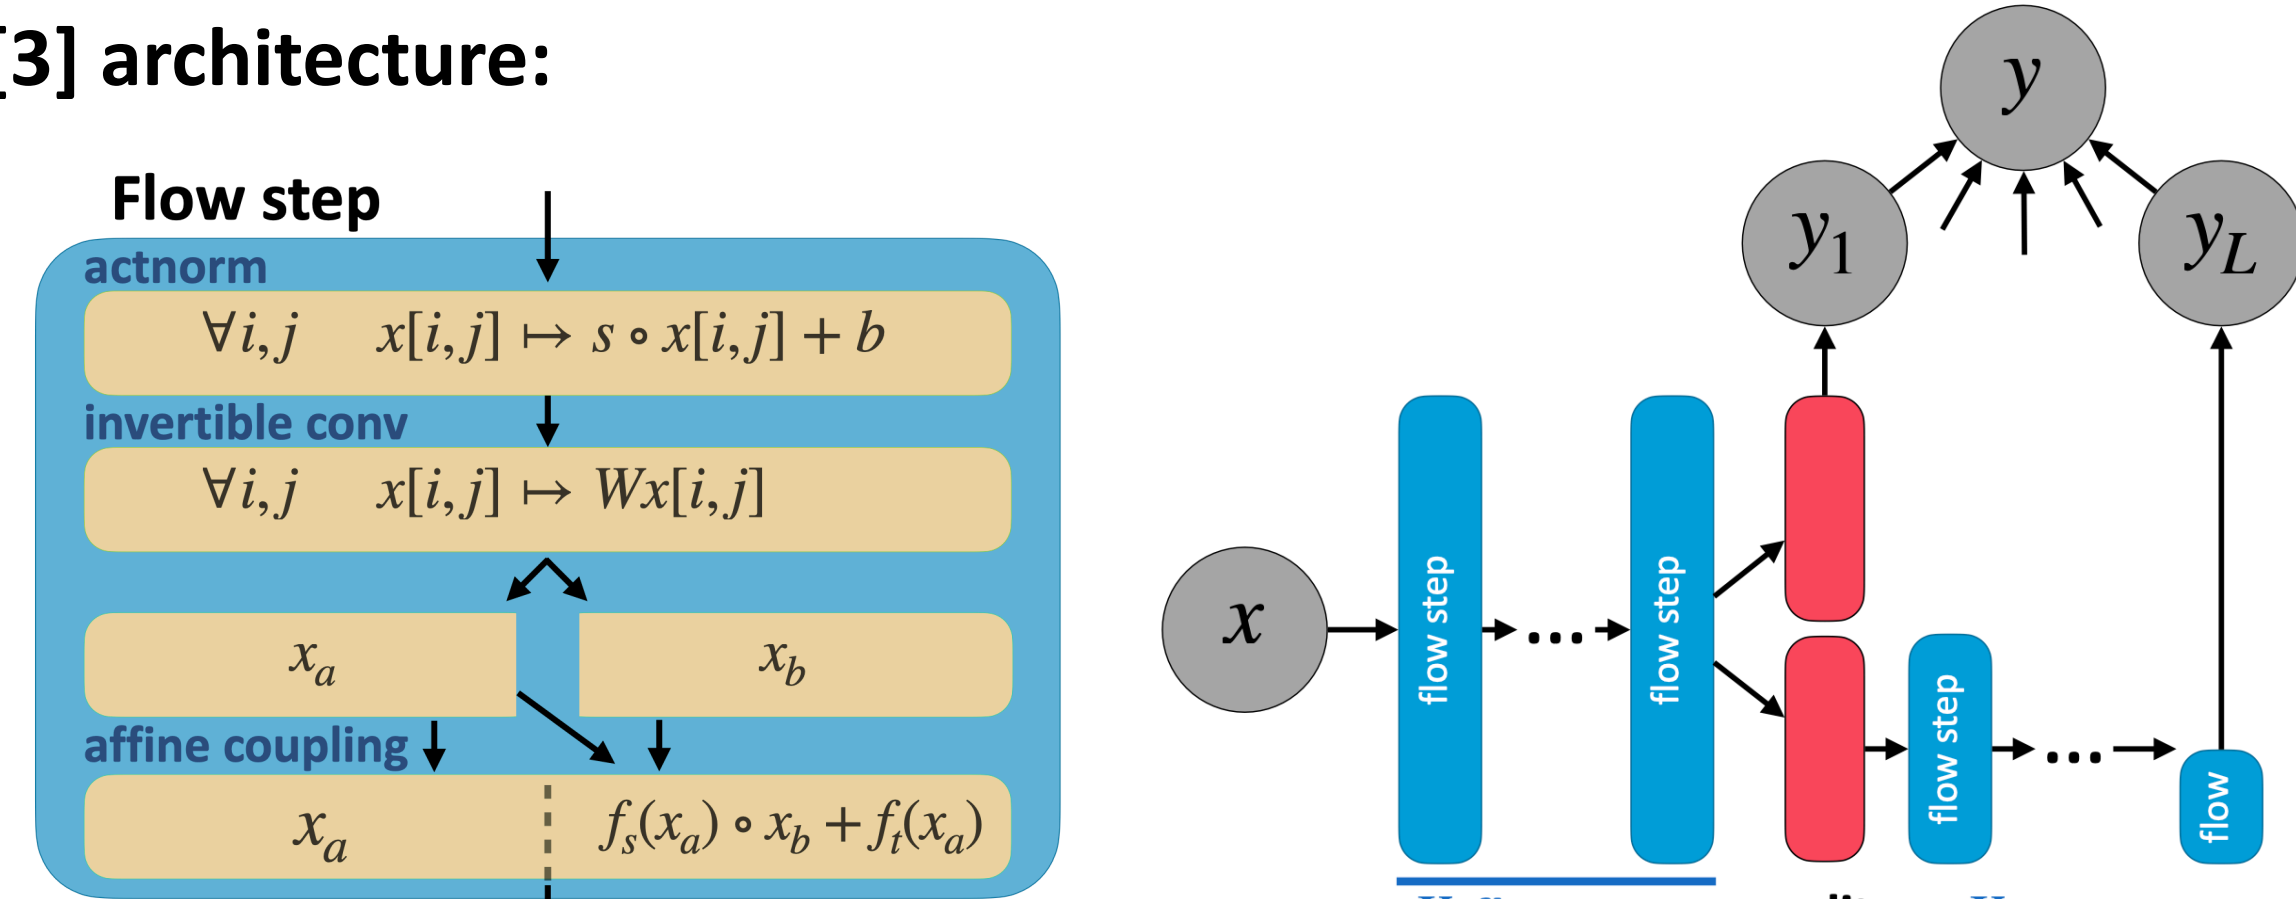 [3] architecture:
Flow step
actnorm
∀i, j x[i, j] ↦ s ∘ x[i, j] + b
invertible conv
∀i, j x[i, j] ↦ Wx[i, j]
x_a x_b
affine coupling
x_a f_s(x_a) ∘ x_b + f_t(x_a)
y
y_1 y_L
x
flow step
...
flow step
flow step
...
flow